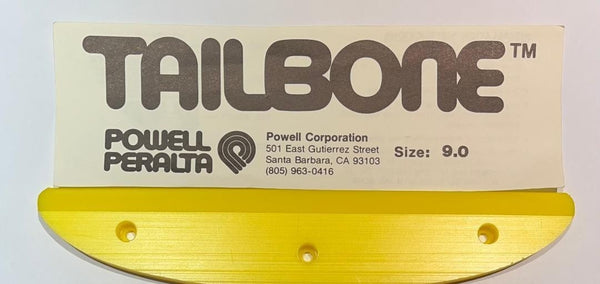 TAILBONE™
POWELL
PERALTA
Powell Corporation
501 East Gutierrez Street
Santa Barbara, CA 93103
(805) 963-0416
Size: 9.0